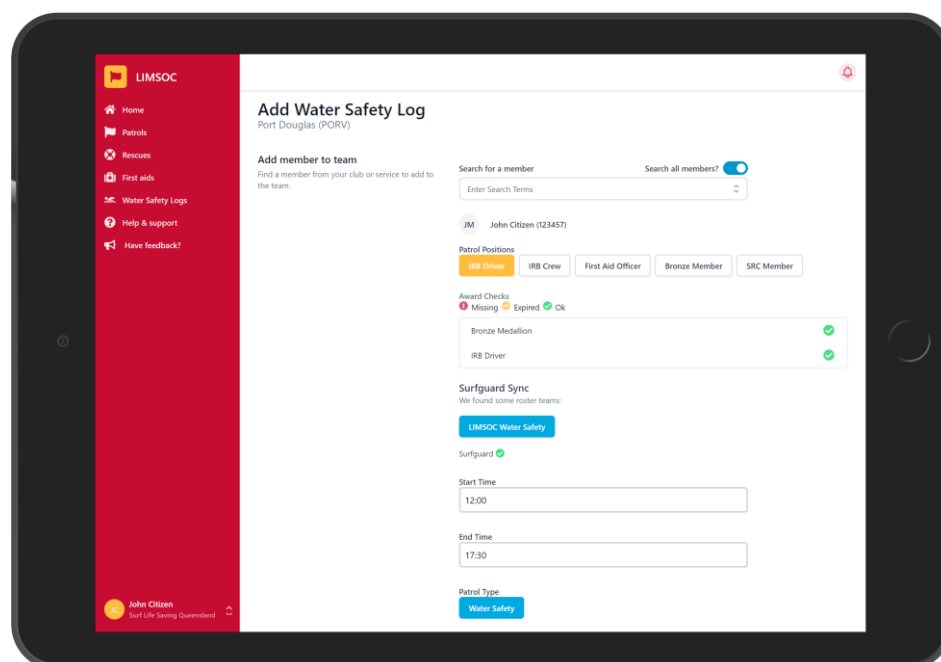 LIMSOC
Home
Patrols
Rescues
First aids
Water Safety Logs
Help & support
Have feedback?
JC
John Citizen
Surf Life Saving Queensland
Add Water Safety Log
Port Douglas (PORV)
Add member to team
Find a member from your club or service to add to
the team.
Search for a member
Search all members?
Enter Search Terms
JM John Citizen (123457)
Patrol Positions
IRB Driver IRB Crew First Aid Officer Bronze Member SRC Member
Award Checks
Missing Expired Ok
Bronze Medallion
IRB Driver
Surfguard Sync
We found some roster teams:
LIMSOC Water Safety
Surfguard
Start Time
12:00
End Time
17:30
Patrol Type
Water Safety